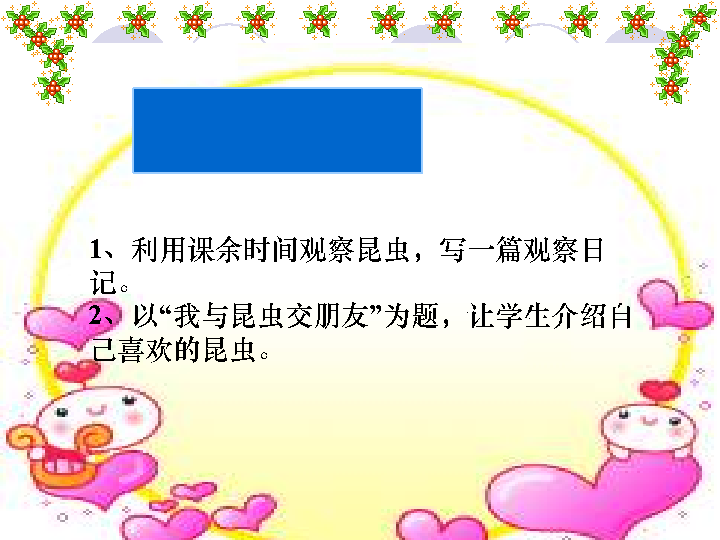 1、利用课余时间观察昆虫，写一篇观察日
记。
2、以“我与昆虫交朋友”为题，让学生介绍自
己喜欢的昆虫。